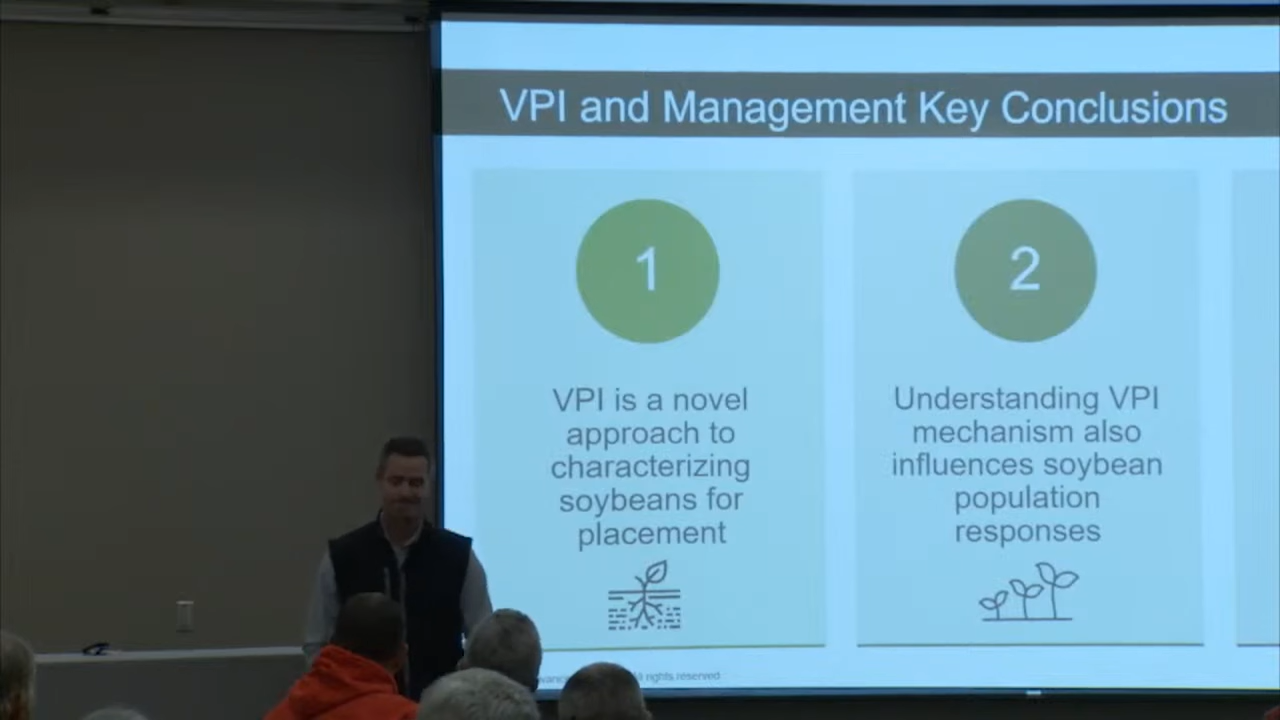 VPI and Management Key Conclusions
1
VPI is a novel
approach to
characterizing
soybeans for
placement
2
Understanding VPI
mechanism also
influences soybean
population
responses
All rights reserved